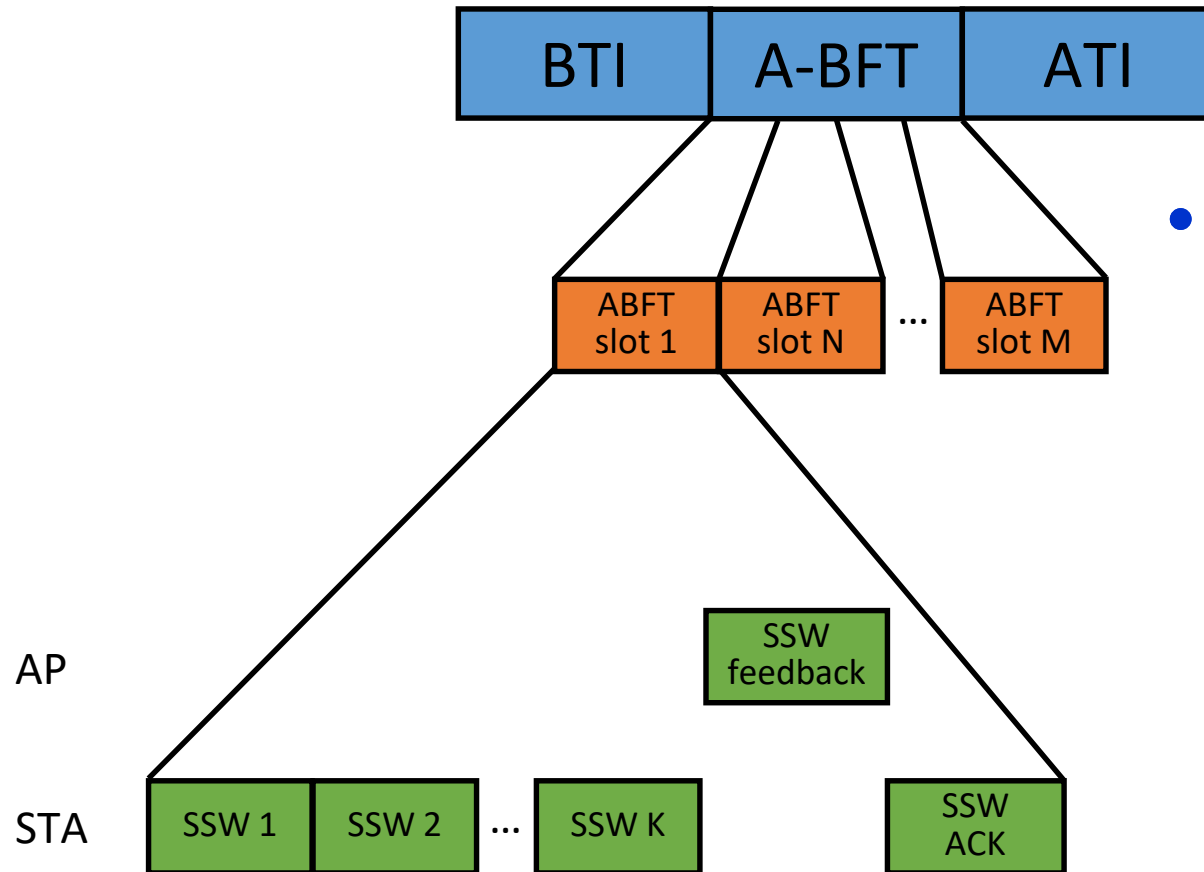 BTI A-BFT ATI
ABFT
slot 1
ABFT
slot N
...
ABFT
slot M
AP
SSW
feedback
STA
SSW 1
SSW 2
...
SSW K
SSW
ACK